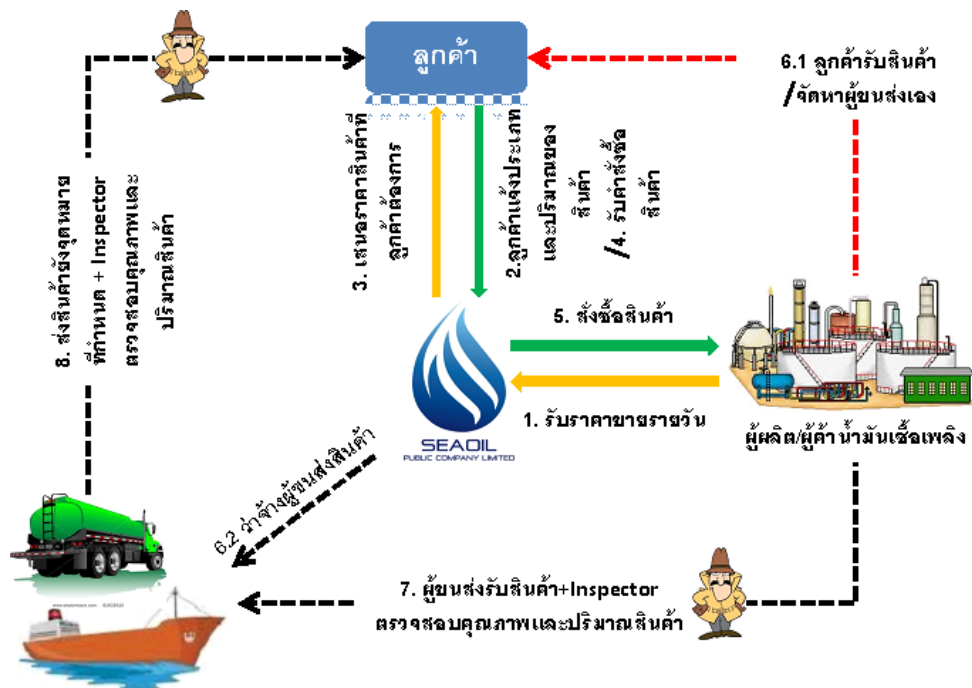 ลูกค้า
6.1 ลูกค้ารับสินค้า
/จัดหาผู้ขนส่งเอง
3. เสนอราคาสินค้าที่
ลูกค้าต้องการ
2.ลูกค้าแจ้งประเภท
และปริมาณของ
สินค้า
/4. รับคำสั่งซื้อ
สินค้า
8. ส่งสินค้ายังจุดหมาย
ที่กำหนด + Inspector
ตรวจสอบคุณภาพและ
ปริมาณสินค้า
5. สั่งซื้อสินค้า
1. รับราคาขายรายวัน
SEAOIL
PUBLIC COMPANY LIMITED
ผู้ผลิต/ผู้ค้า น้ำมันเชื้อเพลิง
6.2 ว่าจ้างผู้ขนส่งสินค้า
7. ผู้ขนส่งรับสินค้า+Inspector
ตรวจสอบคุณภาพและปริมาณสินค้า